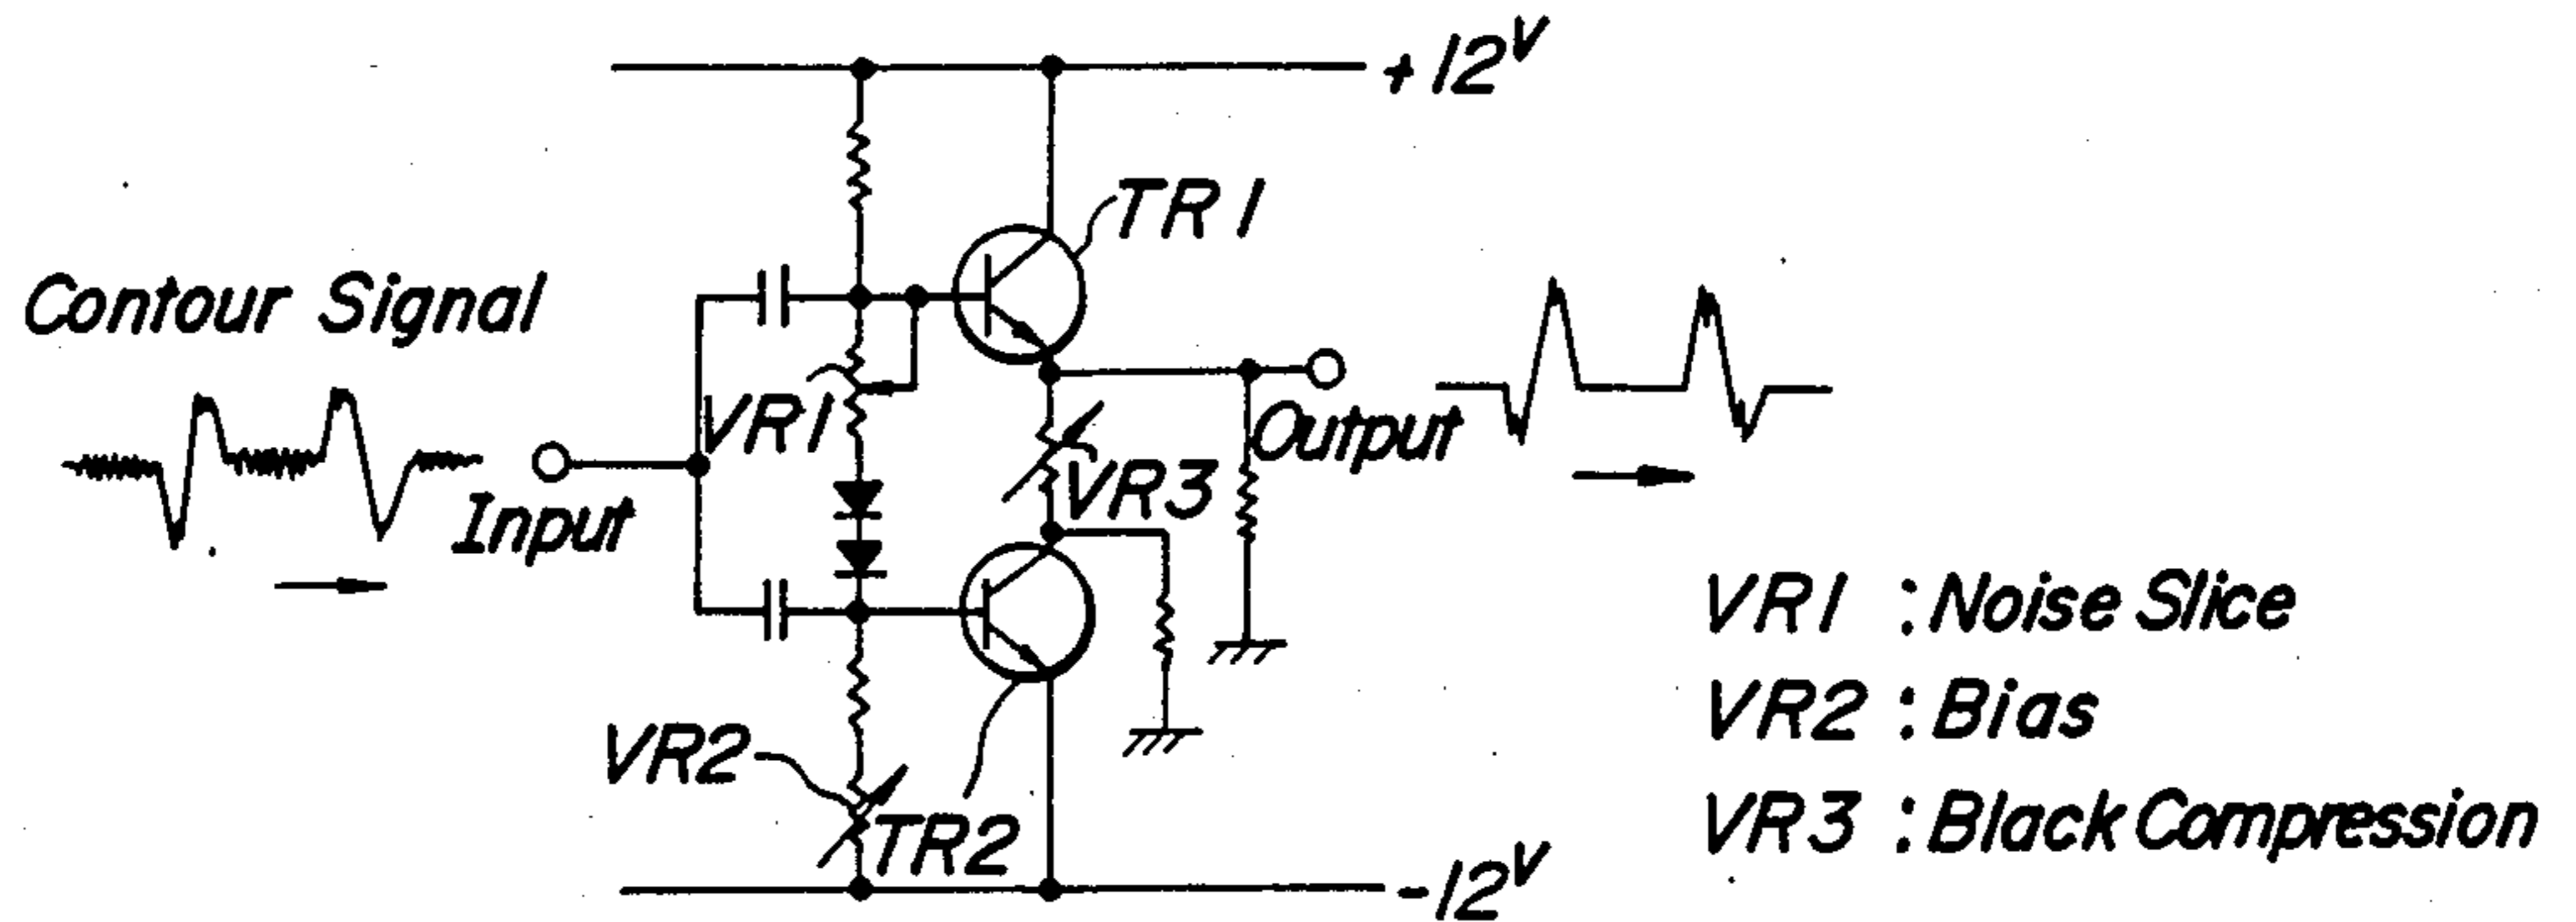 +12V
TR1
Contour Signal
VR1
Output
Input
VR3
VR1 : Noise Slice
VR2 : Bias
VR2
TR2
VR3 : Black Compression
-12V